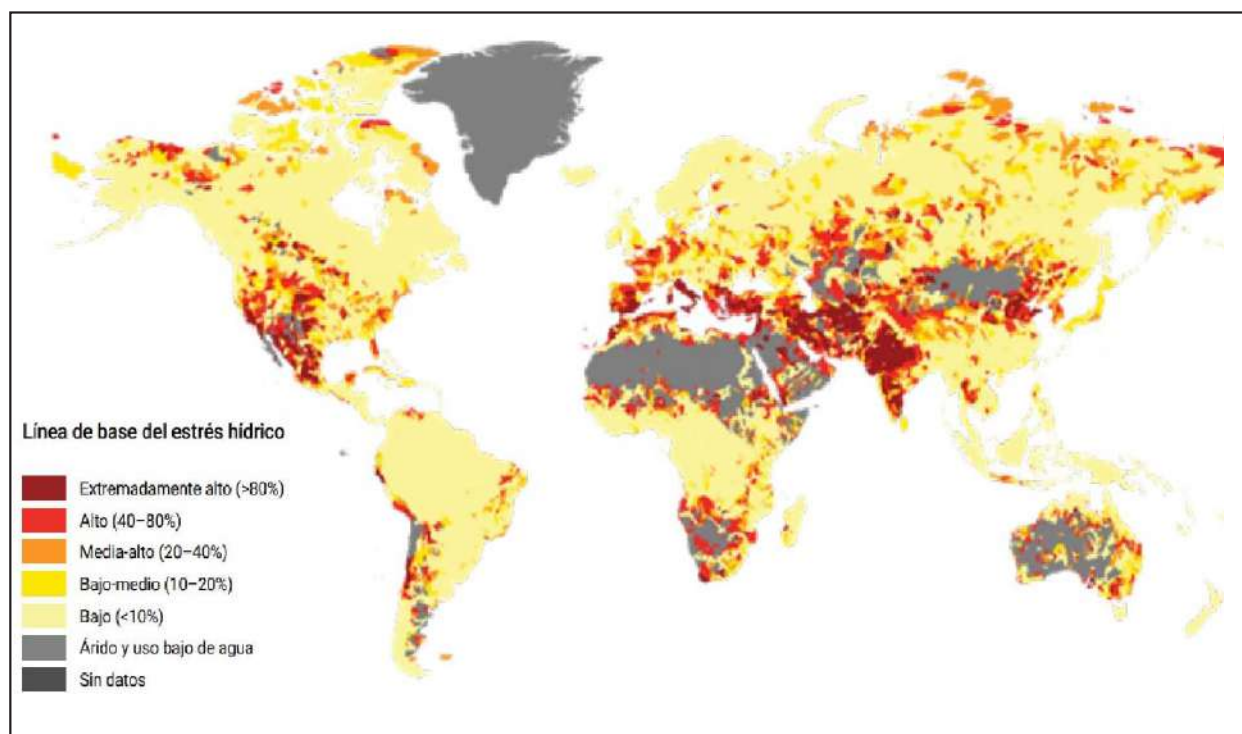 Línea de base del estrés hídrico
Extremadamente alto (>80%)
Alto (40–80%)
Media-alto (20–40%)
Bajo-medio (10–20%)
Bajo (<10%)
Árido y uso bajo de agua
Sin datos